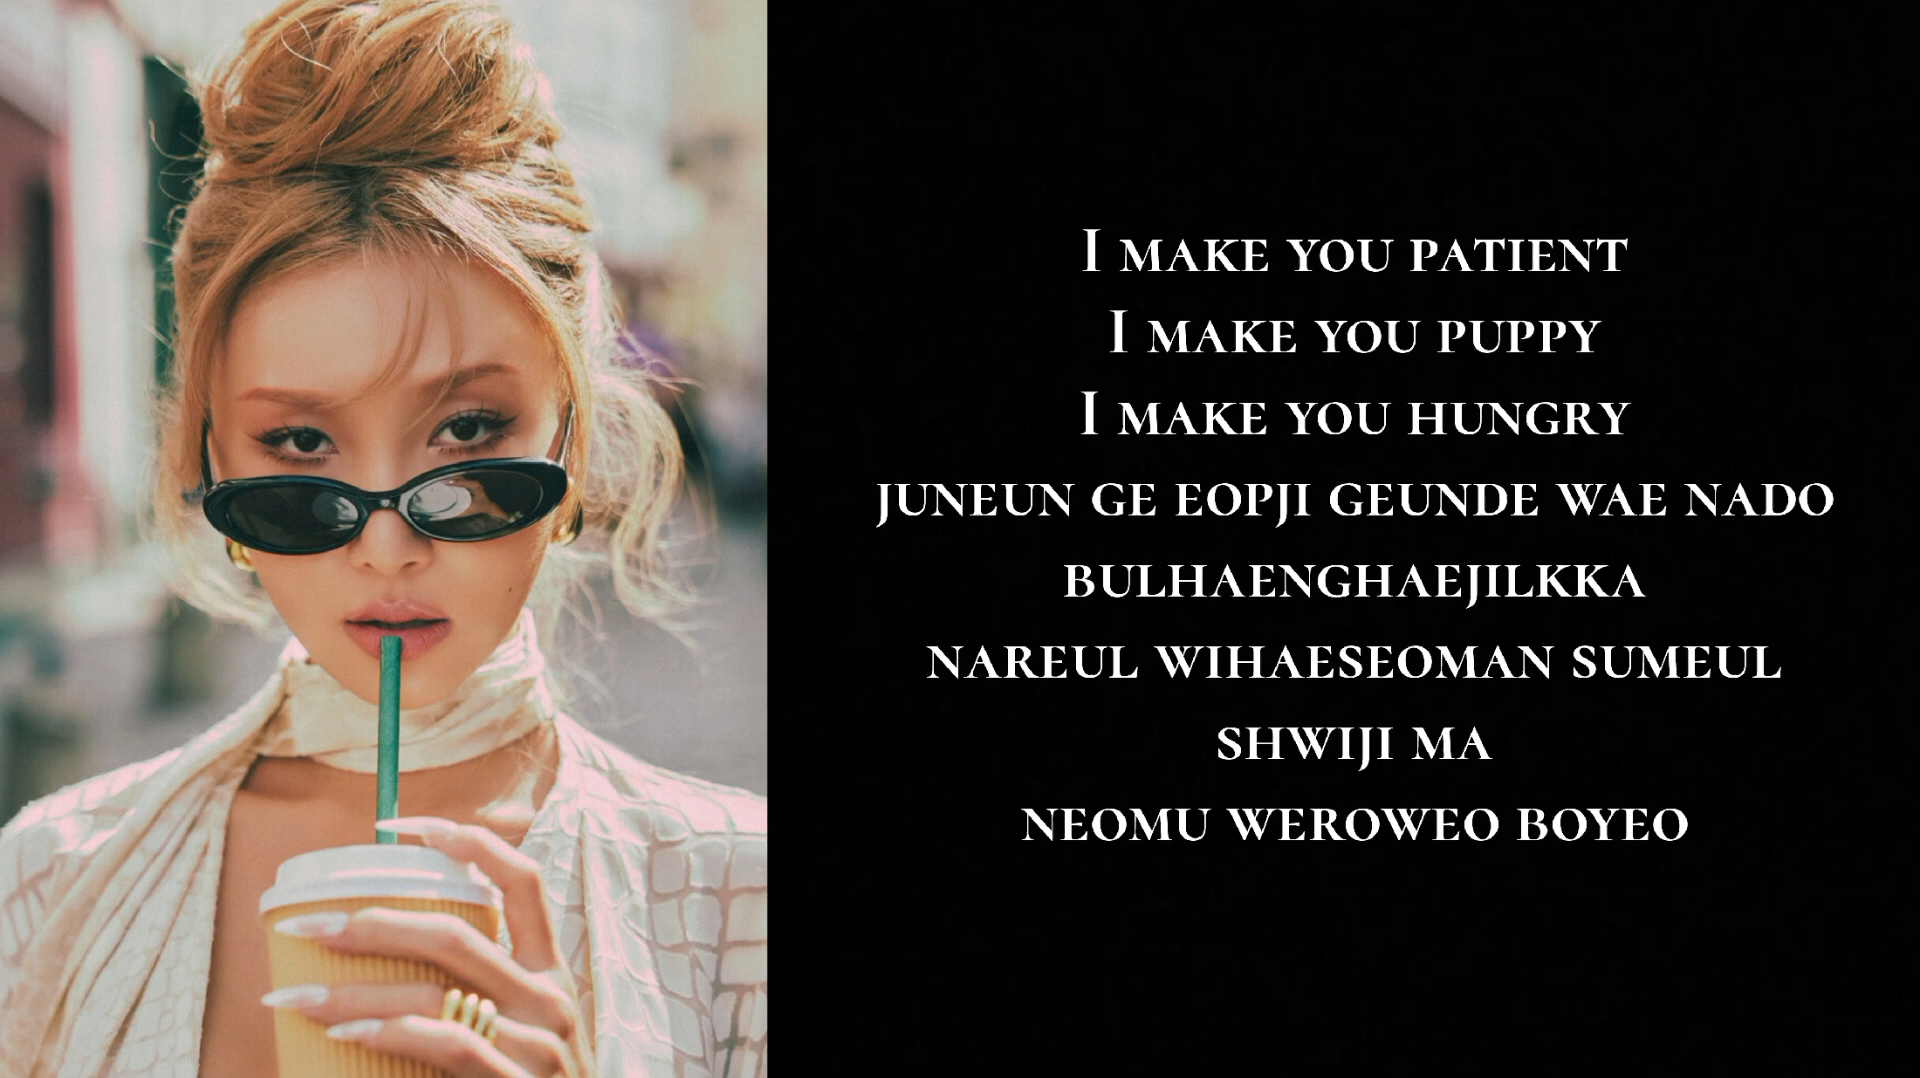 I make you patient
I make you puppy
I make you hungry
juneun ge eopji geunde wae nado
bulhaenghaejilkka
nareul wihaeseoman sumeul
shwiji ma
neomu weroweo boyeo